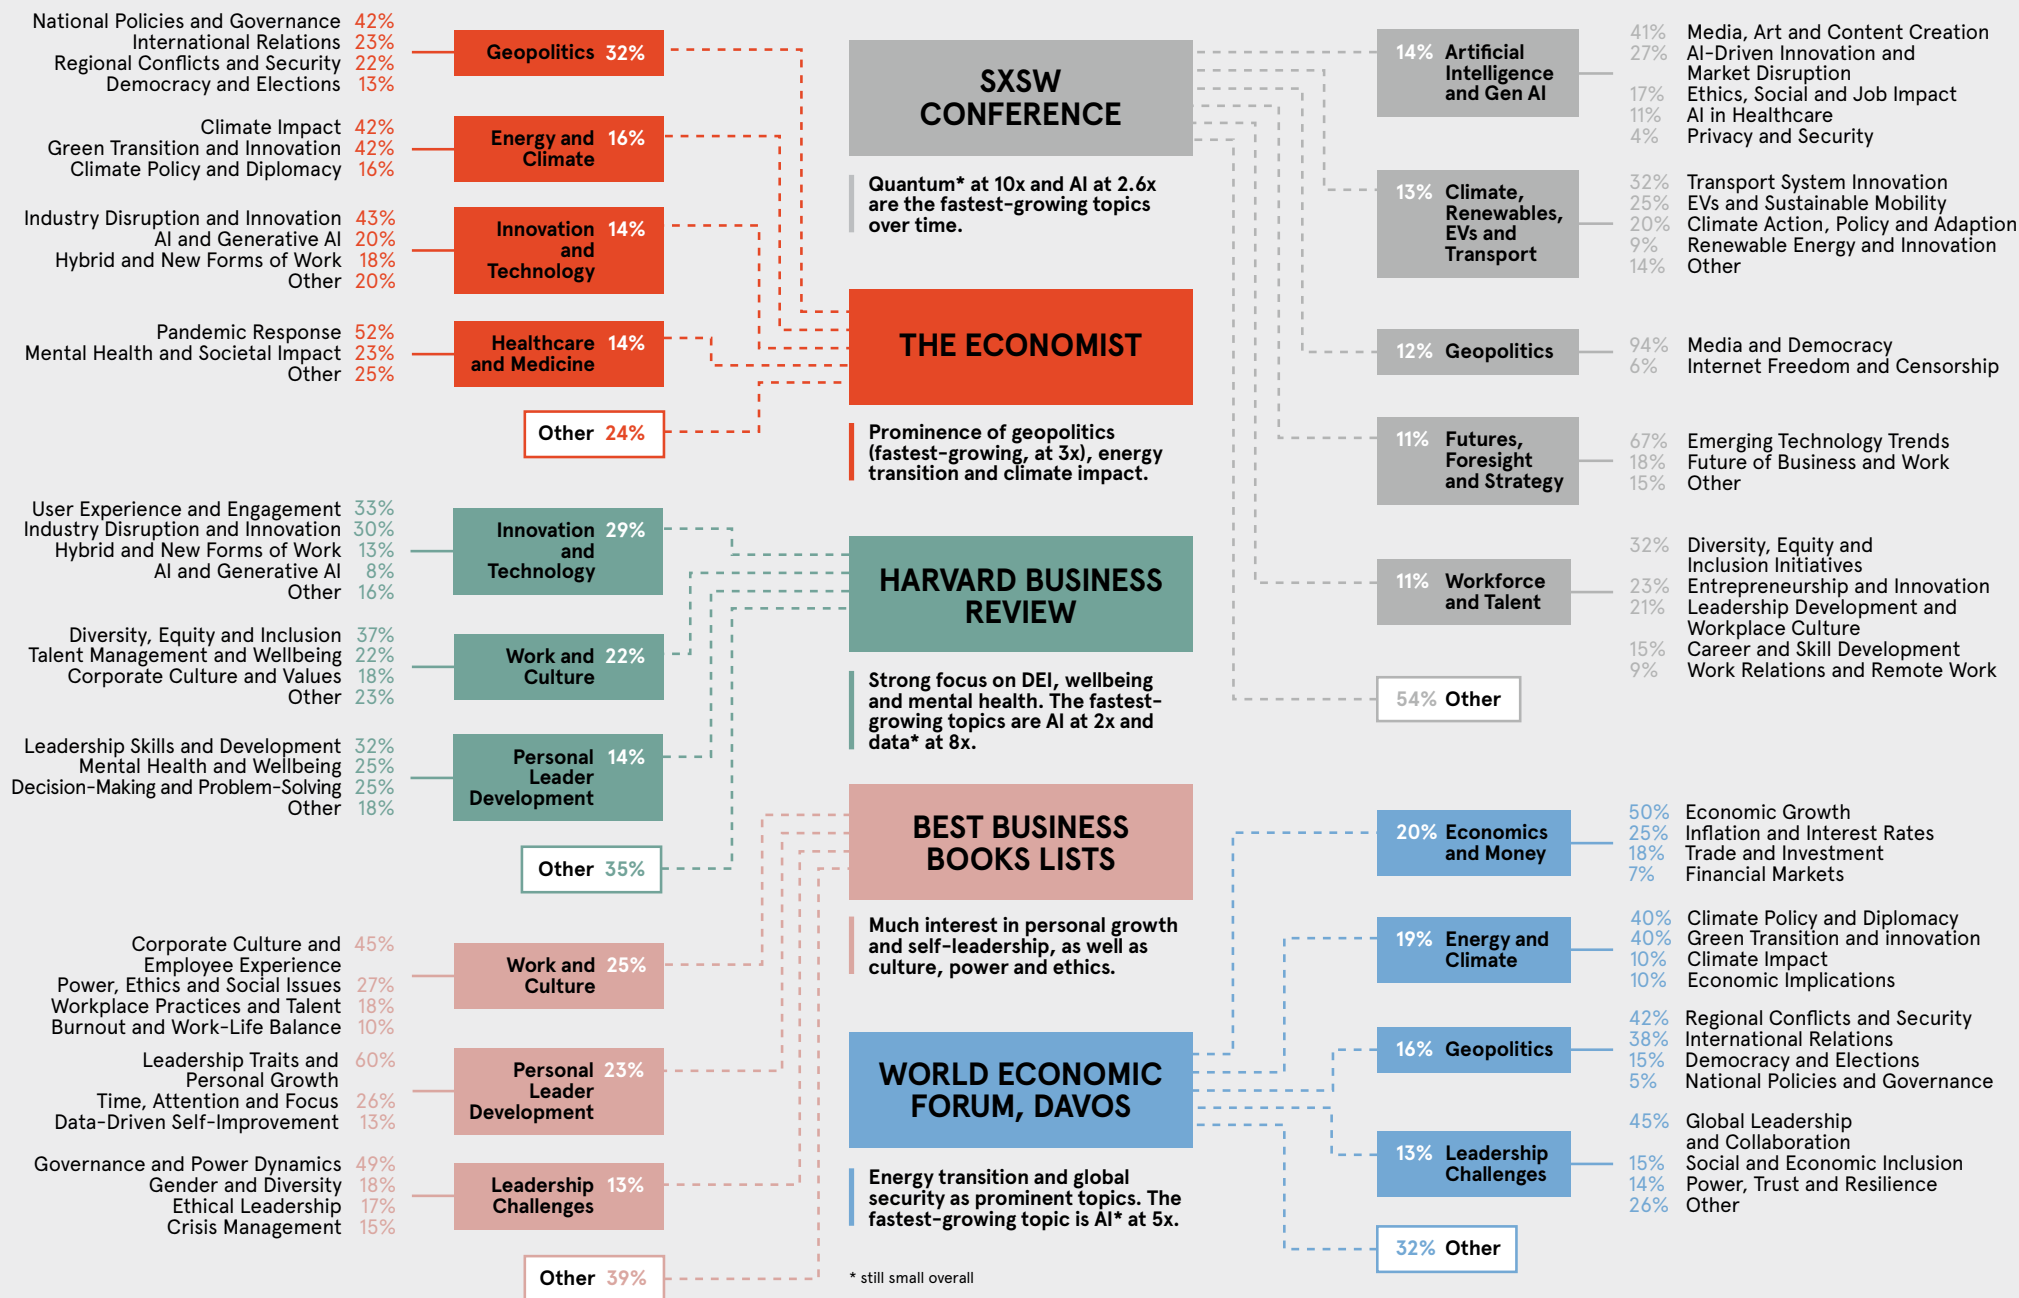 National Policies and Governance 42%
International Relations 23%
Regional Conflicts and Security 22%
Democracy and Elections 13%
Geopolitics 32%
Climate Impact 42%
Green Transition and Innovation 42%
Climate Policy and Diplomacy 16%
Energy and 16%
Climate
Industry Disruption and Innovation 43%
AI and Generative AI 20%
Hybrid and New Forms of Work 18%
Other 20%
Innovation 14%
and
Technology
Pandemic Response 52%
Mental Health and Societal Impact 23%
Other 25%
Healthcare 14%
and Medicine
Other 24%
User Experience and Engagement 33%
Industry Disruption and Innovation 30%
Hybrid and New Forms of Work 13%
AI and Generative AI 8%
Other 16%
Innovation 29%
and
Technology
Diversity, Equity and Inclusion 37%
Talent Management and Wellbeing 22%
Corporate Culture and Values 18%
Other 23%
Work and 22%
Culture
Leadership Skills and Development 32%
Mental Health and Wellbeing 25%
Decision-Making and Problem-Solving 25%
Other 18%
Personal 14%
Leader
Development
Other 35%
Corporate Culture and 45%
Employee Experience
Power, Ethics and Social Issues 27%
Workplace Practices and Talent 18%
Burnout and Work-Life Balance 10%
Work and 25%
Culture
Leadership Traits and 60%
Personal Growth
Time, Attention and Focus 26%
Data-Driven Self-Improvement 13%
Personal 23%
Leader
Development
Governance and Power Dynamics 49%
Gender and Diversity 18%
Ethical Leadership 17%
Crisis Management 15%
Leadership 13%
Challenges
Other 39%
SXSW
CONFERENCE
Quantum* at 10x and AI at 2.6x
are the fastest-growing topics
over time.
THE ECONOMIST
Prominence of geopolitics
(fastest-growing, at 3x), energy
transition and climate impact.
HARVARD BUSINESS
REVIEW
Strong focus on DEI, wellbeing
and mental health. The fastest-
growing topics are AI at 2x and
data* at 8x.
BEST BUSINESS
BOOKS LISTS
Much interest in personal growth
and self-leadership, as well as
culture, power and ethics.
WORLD ECONOMIC
FORUM, DAVOS
Energy transition and global
security as prominent topics. The
fastest-growing topic is AI* at 5x.
* still small overall
14% Artificial
Intelligence
and Gen AI
41% Media, Art and Content Creation
27% AI-Driven Innovation and
Market Disruption
17% Ethics, Social and Job Impact
11% AI in Healthcare
4% Privacy and Security
13% Climate,
Renewables,
EVs and
Transport
32% Transport System Innovation
25% EVs and Sustainable Mobility
20% Climate Action, Policy and Adaption
9% Renewable Energy and Innovation
14% Other
12% Geopolitics
94% Media and Democracy
6% Internet Freedom and Censorship
11% Futures,
Foresight
and Strategy
67% Emerging Technology Trends
18% Future of Business and Work
15% Other
11% Workforce
and Talent
32% Diversity, Equity and
Inclusion Initiatives
23% Entrepreneurship and Innovation
21% Leadership Development and
Workplace Culture
15% Career and Skill Development
9% Work Relations and Remote Work
54% Other
20% Economics
and Money
50% Economic Growth
25% Inflation and Interest Rates
18% Trade and Investment
7% Financial Markets
19% Energy and
Climate
40% Climate Policy and Diplomacy
40% Green Transition and innovation
10% Climate Impact
10% Economic Implications
16% Geopolitics
42% Regional Conflicts and Security
38% International Relations
15% Democracy and Elections
5% National Policies and Governance
13% Leadership
Challenges
45% Global Leadership
and Collaboration
15% Social and Economic Inclusion
14% Power, Trust and Resilience
26% Other
32% Other